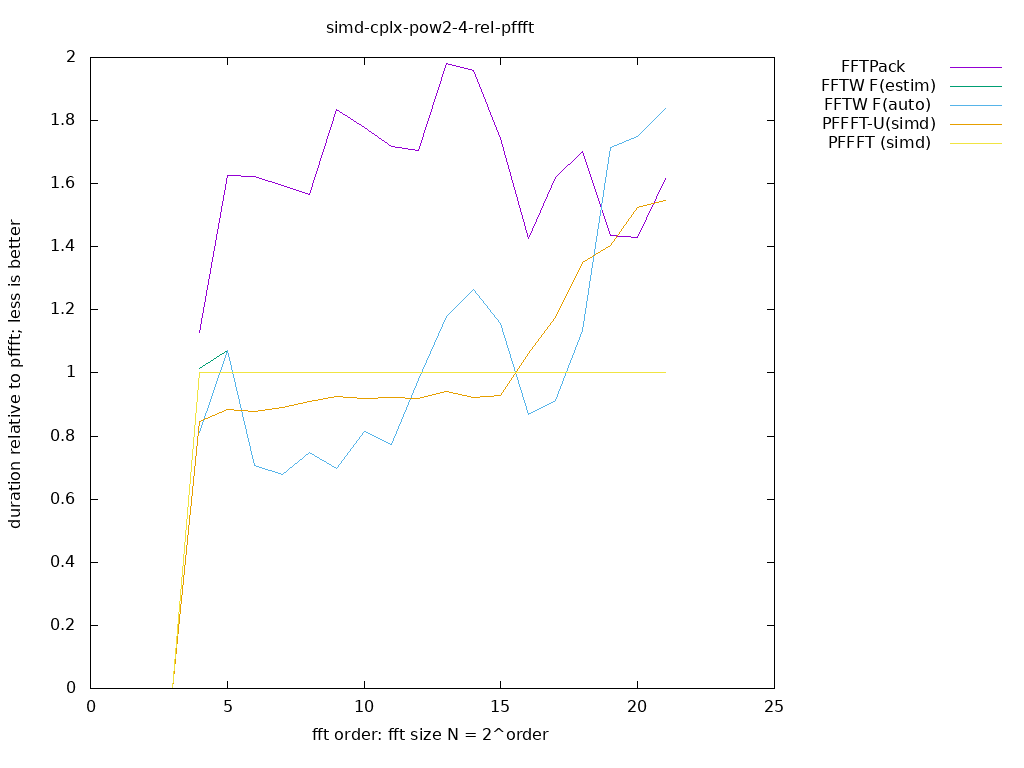 simd-cplx-pow2-4-rel-pffft
FFTPack
FFTW F(estim)
FFTW F(auto)
PFFFT-U(simd)
PFFFT (simd)
2
1.8
1.6
1.4
1.2
1
0.8
0.6
0.4
0.2
0
duration relative to pffft; less is better
0 5 10 15 20 25
fft order: fft size N = 2^order